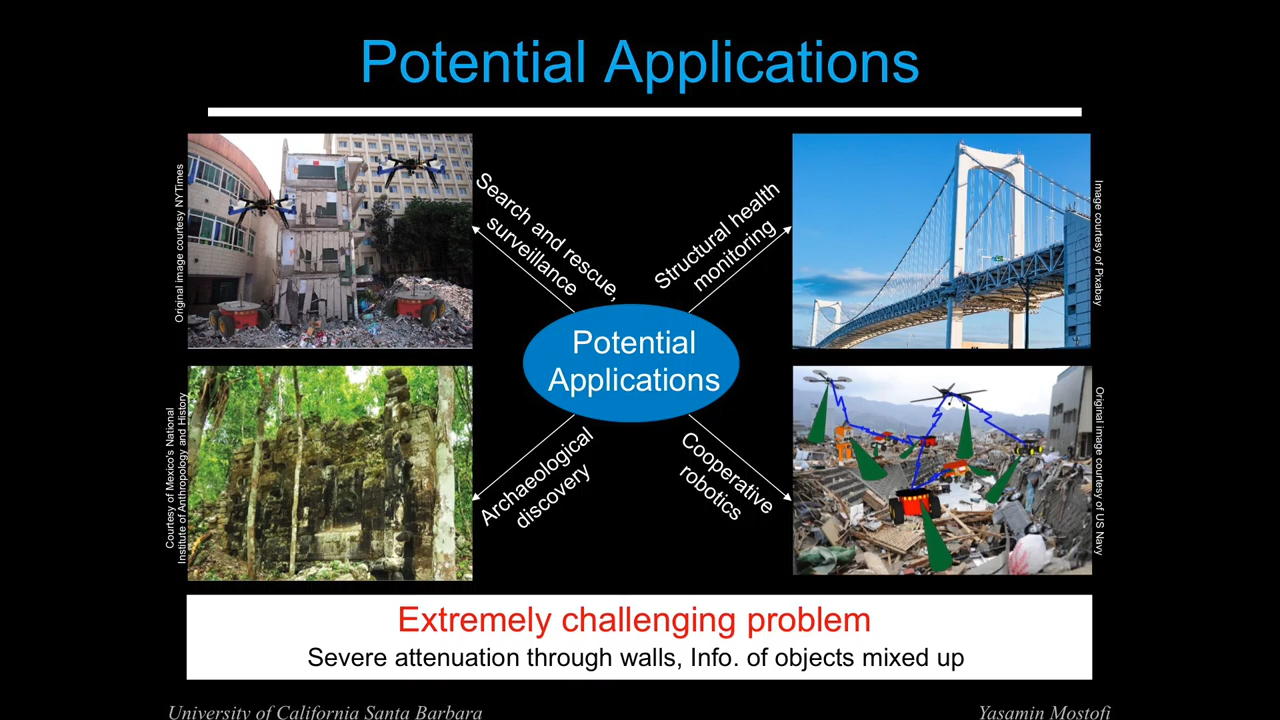 Potential Applications
Original image courtesy NYTimes
Search and rescue,
surveillance
Structural health
monitoring
Image courtesy of Pixabay
Potential
Applications
Courtesy of Mexico's National
Institute of Anthropology and History
Archaeological
discovery
Cooperative
robotics
Original image courtesy of US Navy
Extremely challenging problem
Severe attenuation through walls, Info. of objects mixed up
University of California Santa Barbara
Yasamin Mostofi